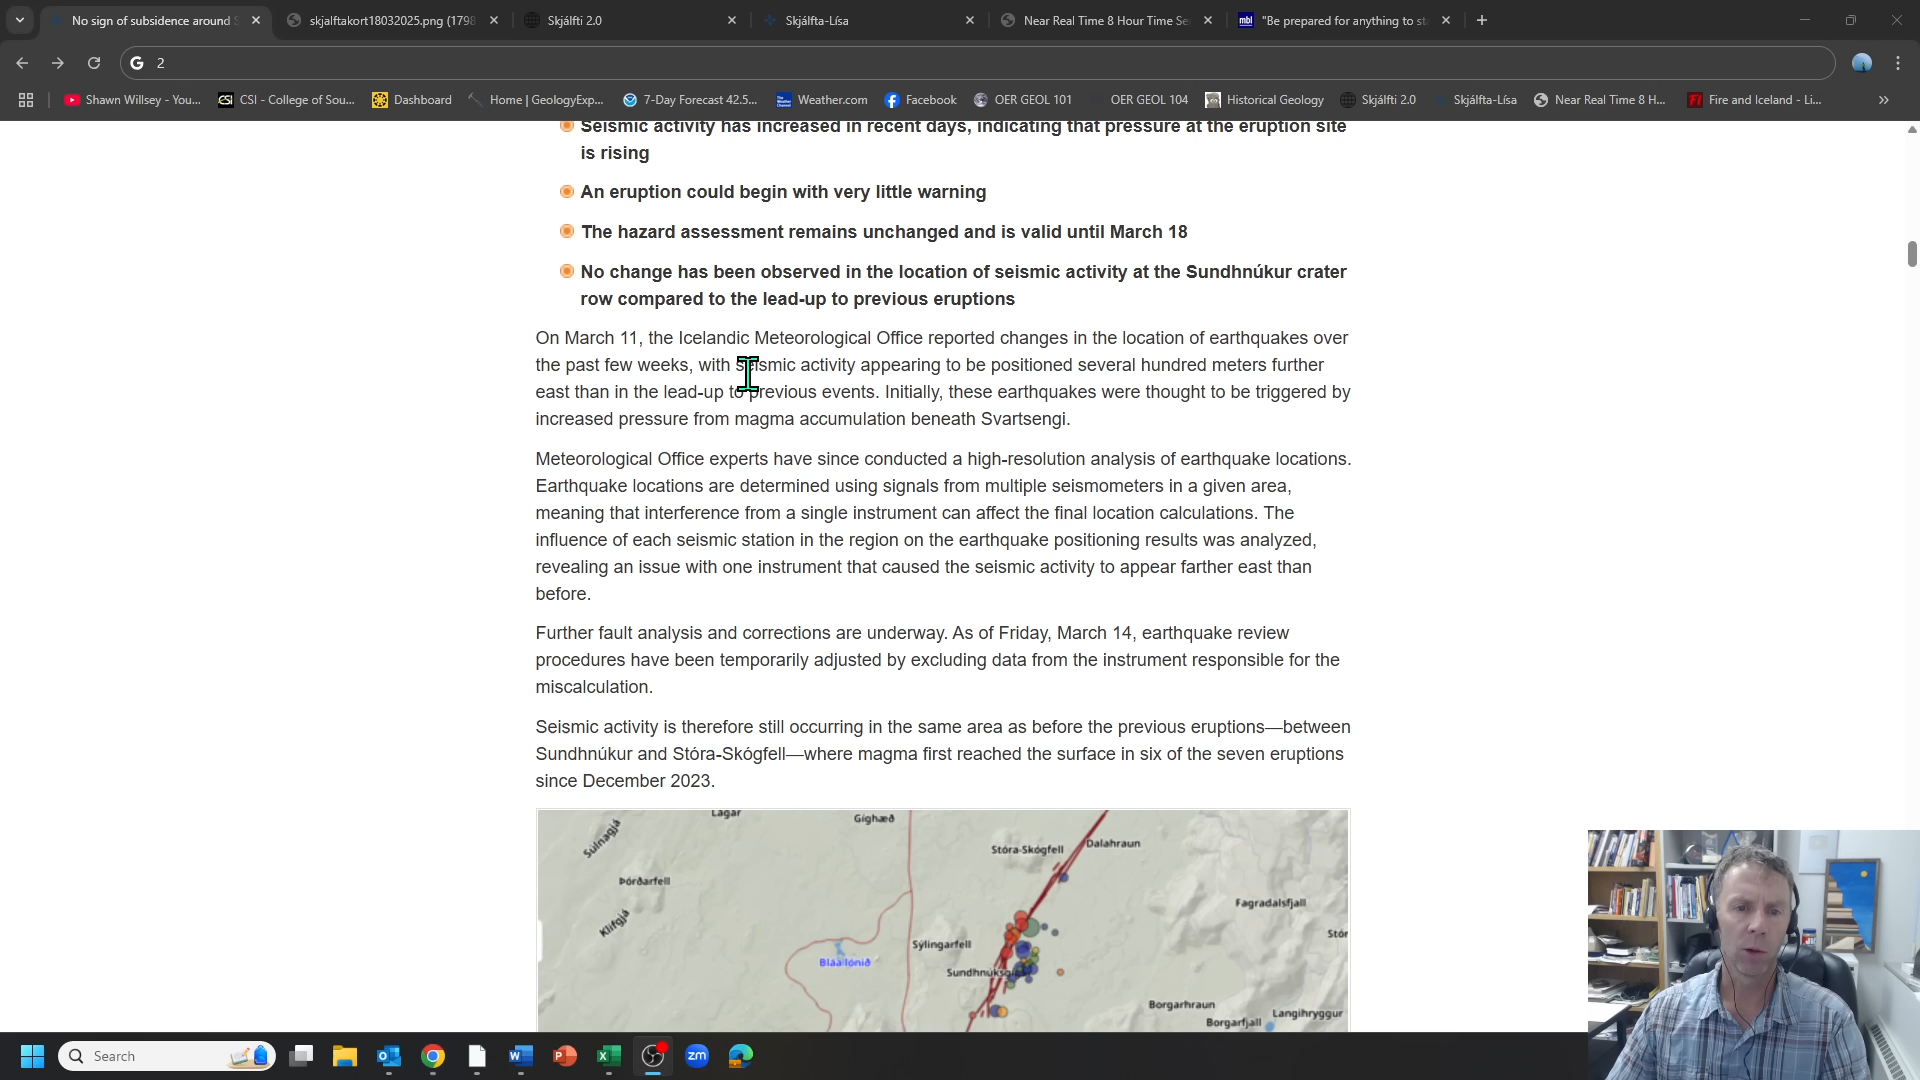 No sign of subsidence around
skjalftakort18032025.png (1798
Skjálfti 2.0
Skjálfta-Lísa
Near Real Time 8 Hour Time Se
"Be prepared for anything to st
2
Shawn Willsey - You...
CSI - College of Sou...
Dashboard
Home | GeologyExp...
7-Day Forecast 42.5...
Weather.com
Facebook
OER GEOL 101
OER GEOL 104
Historical Geology
Skjálfti 2.0
Skjálfta-Lísa
Near Real Time 8 H...
Fire and Iceland - Li...
Seismic activity has increased in recent days, indicating that pressure at the eruption site
is rising
An eruption could begin with very little warning
The hazard assessment remains unchanged and is valid until March 18
No change has been observed in the location of seismic activity at the Sundhnúkur crater
row compared to the lead-up to previous eruptions
On March 11, the Icelandic Meteorological Office reported changes in the location of earthquakes over
the past few weeks, with seismic activity appearing to be positioned several hundred meters further
east than in the lead-up to previous events. Initially, these earthquakes were thought to be triggered by
increased pressure from magma accumulation beneath Svartsengi.
Meteorological Office experts have since conducted a high-resolution analysis of earthquake locations.
Earthquake locations are determined using signals from multiple seismometers in a given area,
meaning that interference from a single instrument can affect the final location calculations. The
influence of each seismic station in the region on the earthquake positioning results was analyzed,
revealing an issue with one instrument that caused the seismic activity to appear farther east than
before.
Further fault analysis and corrections are underway. As of Friday, March 14, earthquake review
procedures have been temporarily adjusted by excluding data from the instrument responsible for the
miscalculation.
Seismic activity is therefore still occurring in the same area as before the previous eruptions—between
Sundhnúkur and Stóra-Skógfell—where magma first reached the surface in six of the seven eruptions
since December 2023.
Lágar
Gíghæð
Súlnagjá
Stóra-Skógfell
Dalahraun
Þórðarfell
Klifgjá
Fagradalsfjall
Stór
Sýlingarfell
Bláa lónið
Borgarhraun
Langihryggur
Borgarfjall
Search